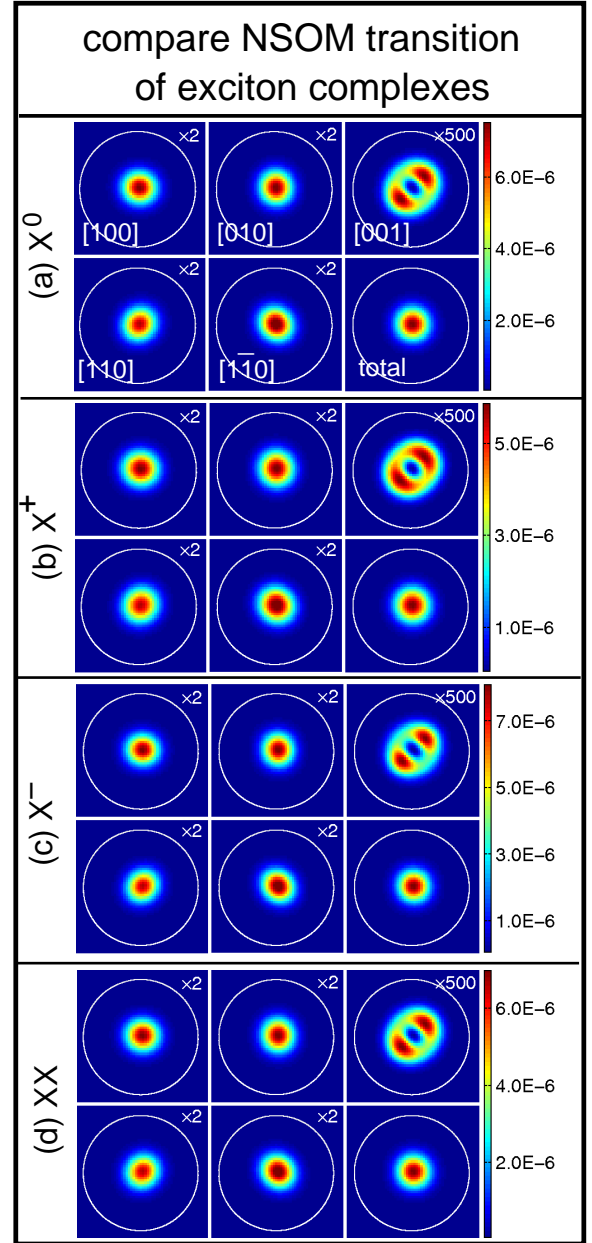 compare NSOM transition
of exciton complexes
(a) X⁰
×2 ×2 ×500
[100] [010] [001]
×2 ×2
[110] [11̄0] total
6.0E−6
4.0E−6
2.0E−6
(b) X⁺
×2 ×2 ×500
×2 ×2
5.0E−6
3.0E−6
1.0E−6
(c) X⁻
×2 ×2 ×500
×2 ×2
7.0E−6
5.0E−6
3.0E−6
1.0E−6
(d) XX
×2 ×2 ×500
×2 ×2
6.0E−6
4.0E−6
2.0E−6